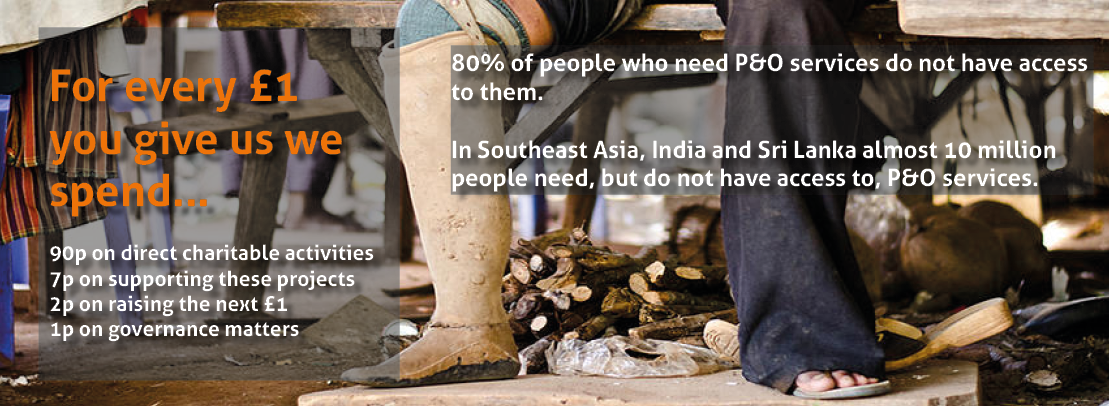 For every £1
you give us we
spend...
90p on direct charitable activities
7p on supporting these projects
2p on raising the next £1
1p on governance matters
80% of people who need P&O services do not have access
to them.
In Southeast Asia, India and Sri Lanka almost 10 million
people need, but do not have access to, P&O services.